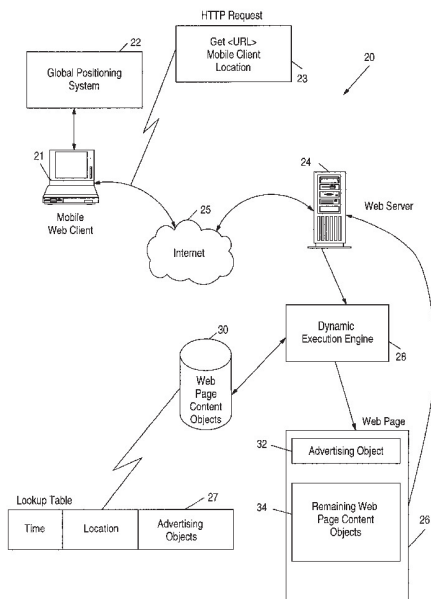 HTTP Request
22
Get <URL>
Mobile Client
Location
23
Global Positioning
System
20
21
24
Mobile
Web Client
25
Web Server
Internet
30
Dynamic
Execution Engine
28
Web
Page
Content
Objects
Web Page
32
Advertising Object
27
Lookup Table
34
Remaining Web
Page Content
Objects
26
Time
Location
Advertising
Objects